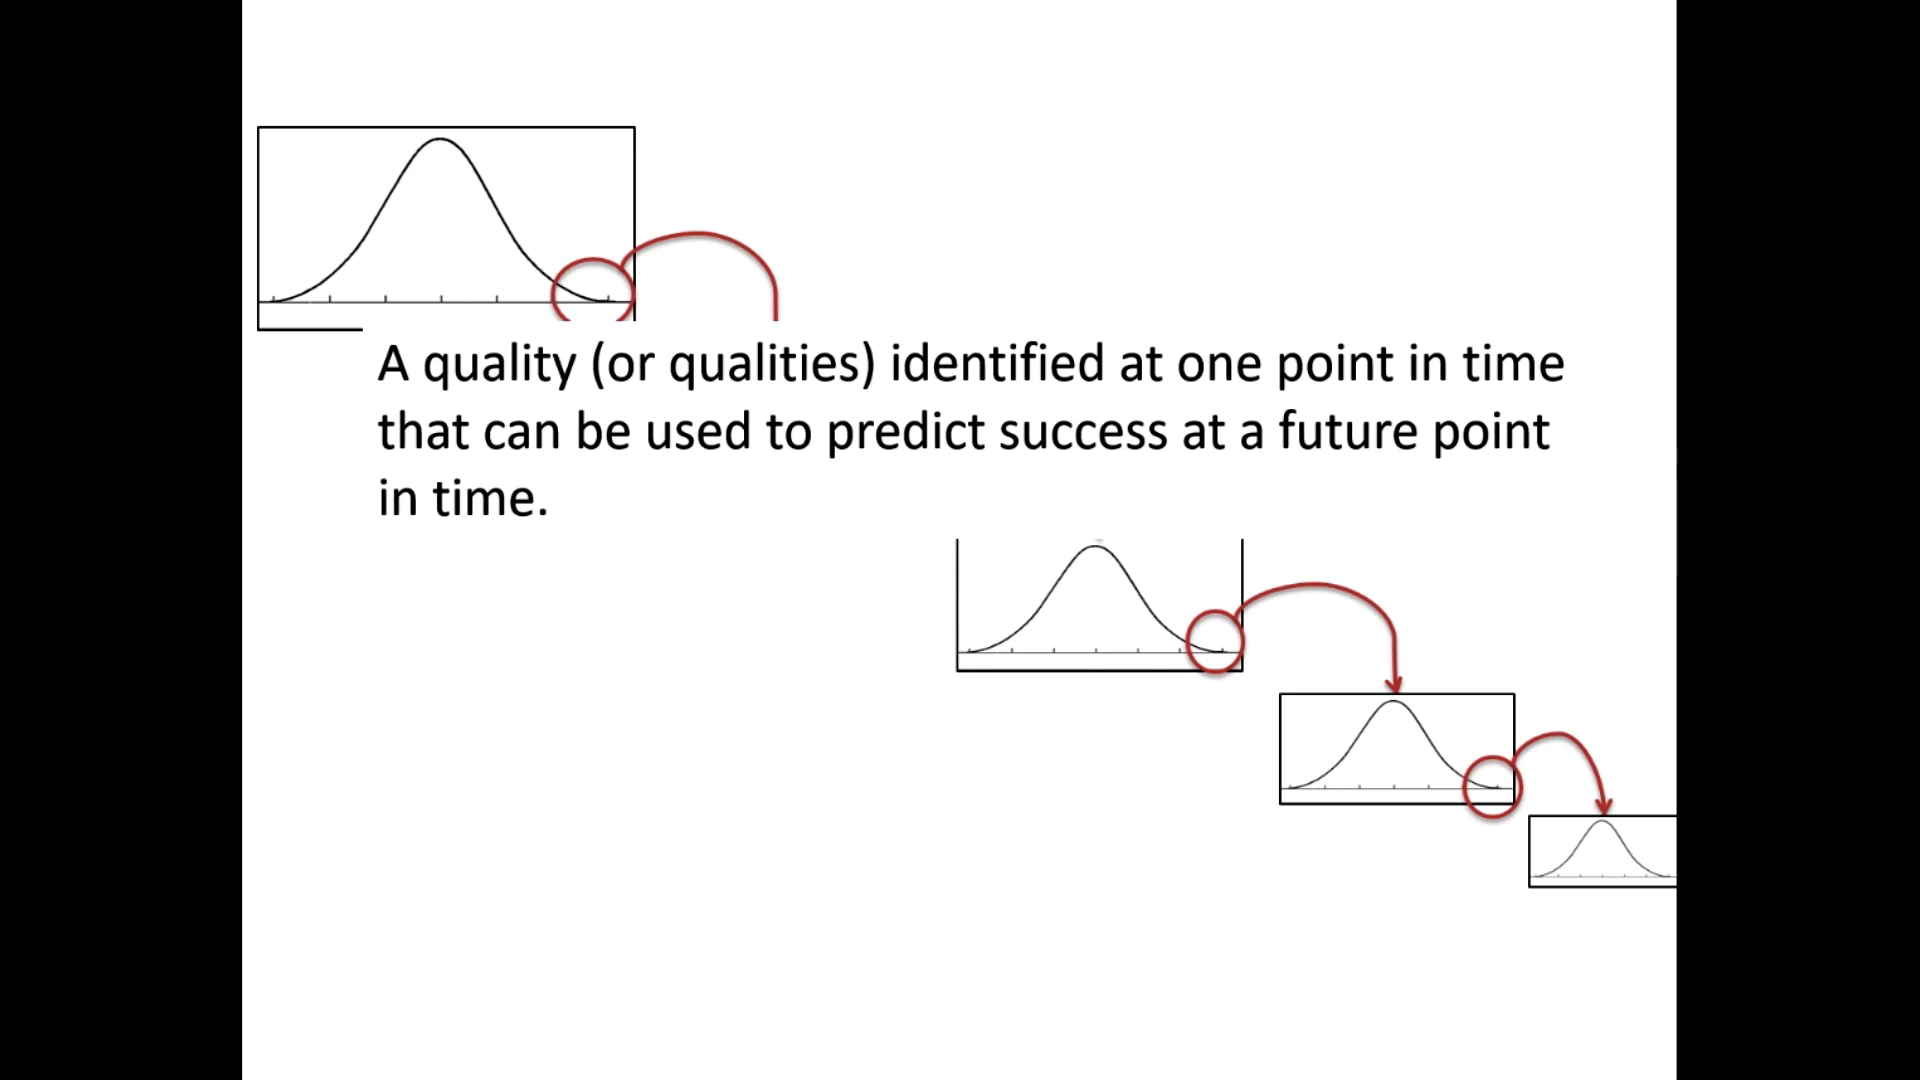 A quality (or qualities) identified at one point in time
that can be used to predict success at a future point
in time.